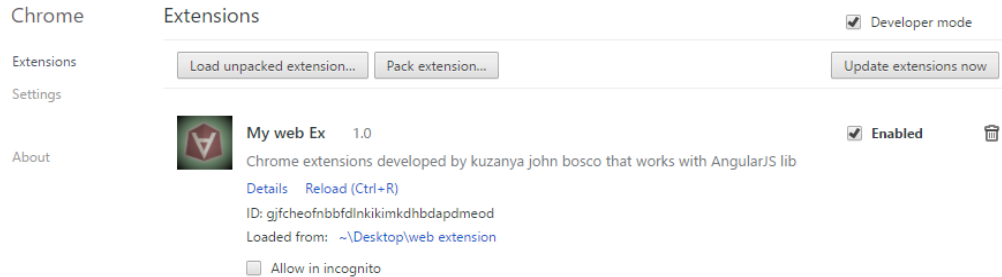 Chrome Extensions Developer mode
Extensions Load unpacked extension... Pack extension... Update extensions now
Settings
My web Ex 1.0 Enabled
About Chrome extensions developed by kuzanya john bosco that works with AngularJS lib
Details Reload (Ctrl+R)
ID: gjfcheofnbbfdlnkikimkdhbdapdmeod
Loaded from: ~\Desktop\web extension
Allow in incognito